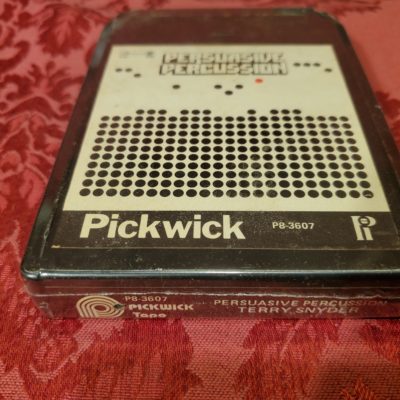 PERSUASIVE
PERCUSSION
Pickwick P8-3607
P8-3607
PICKWICK
Tape
PERSUASIVE PERCUSSION
TERRY SNYDER